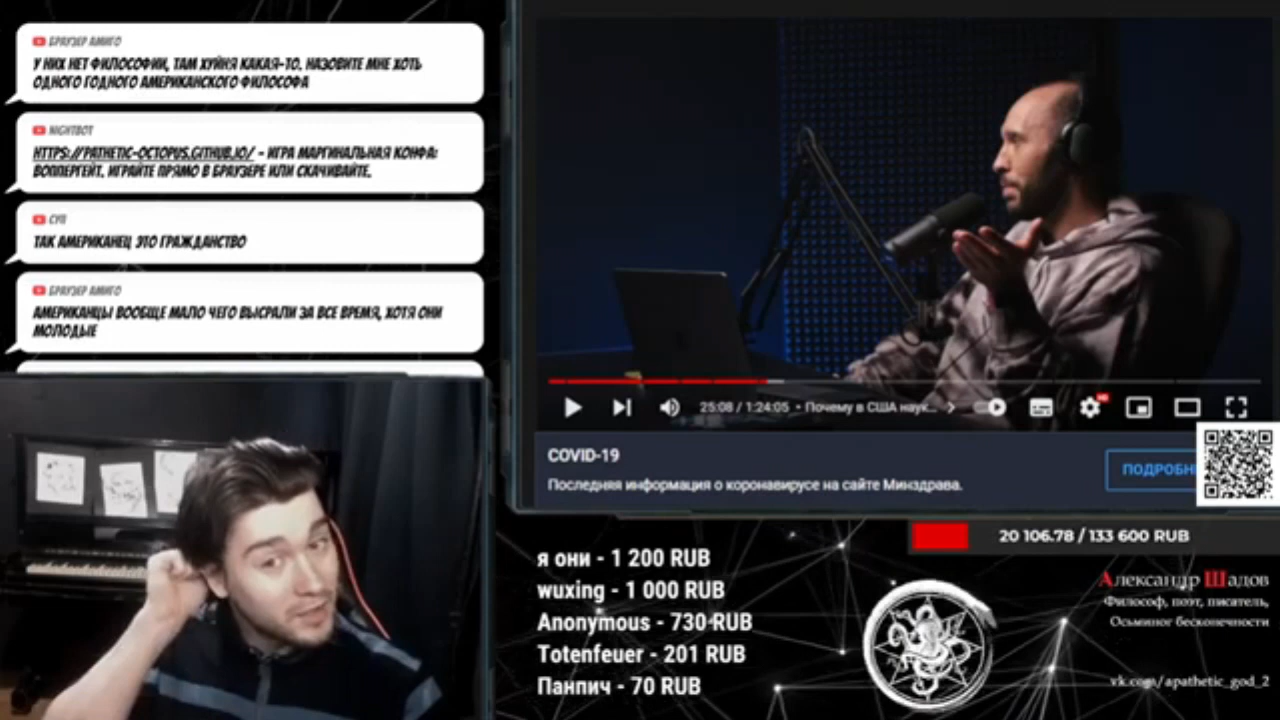 БРАУЗЕР АМИГО
У НИХ НЕТ ФИЛОСОФИИ, ТАМ ХУЙНЯ КАКАЯ-ТО. НАЗОВИТЕ МНЕ ХОТЬ
ОДНОГО ГОДНОГО АМЕРИКАНСКОГО ФИЛОСОФА
NIGHTBOT
HTTPS://PATHETIC-OCTOPUS.GITHUB.IO/ - ИГРА МАРГИНАЛЬНАЯ КОНФА:
ВОППЕРГЕЙТ. ИГРАЙТЕ ПРЯМО В БРАУЗЕРЕ ИЛИ СКАЧИВАЙТЕ.
СУП
ТАК АМЕРИКАНЕЦ ЭТО ГРАЖДАНСТВО
БРАУЗЕР АМИГО
АМЕРИКАНЦЫ ВООБЩЕ МАЛО ЧЕГО ВЫСРАЛИ ЗА ВСЕ ВРЕМЯ, ХОТЯ ОНИ
МОЛОДЫЕ
25:08 / 1:24:05 • Почему в США наук...
HD
COVID-19
Последняя информация о коронавирусе на сайте Минздрава.
ПОДРОБН
20 106.78 / 133 600 RUB
я они - 1 200 RUB
wuxing - 1 000 RUB
Anonymous - 730 RUB
Totenfeuer - 201 RUB
Панпич - 70 RUB
Александр Шадов
Философ, поэт, писатель,
Осьминог бесконечности
vk.com/apathetic_god_2